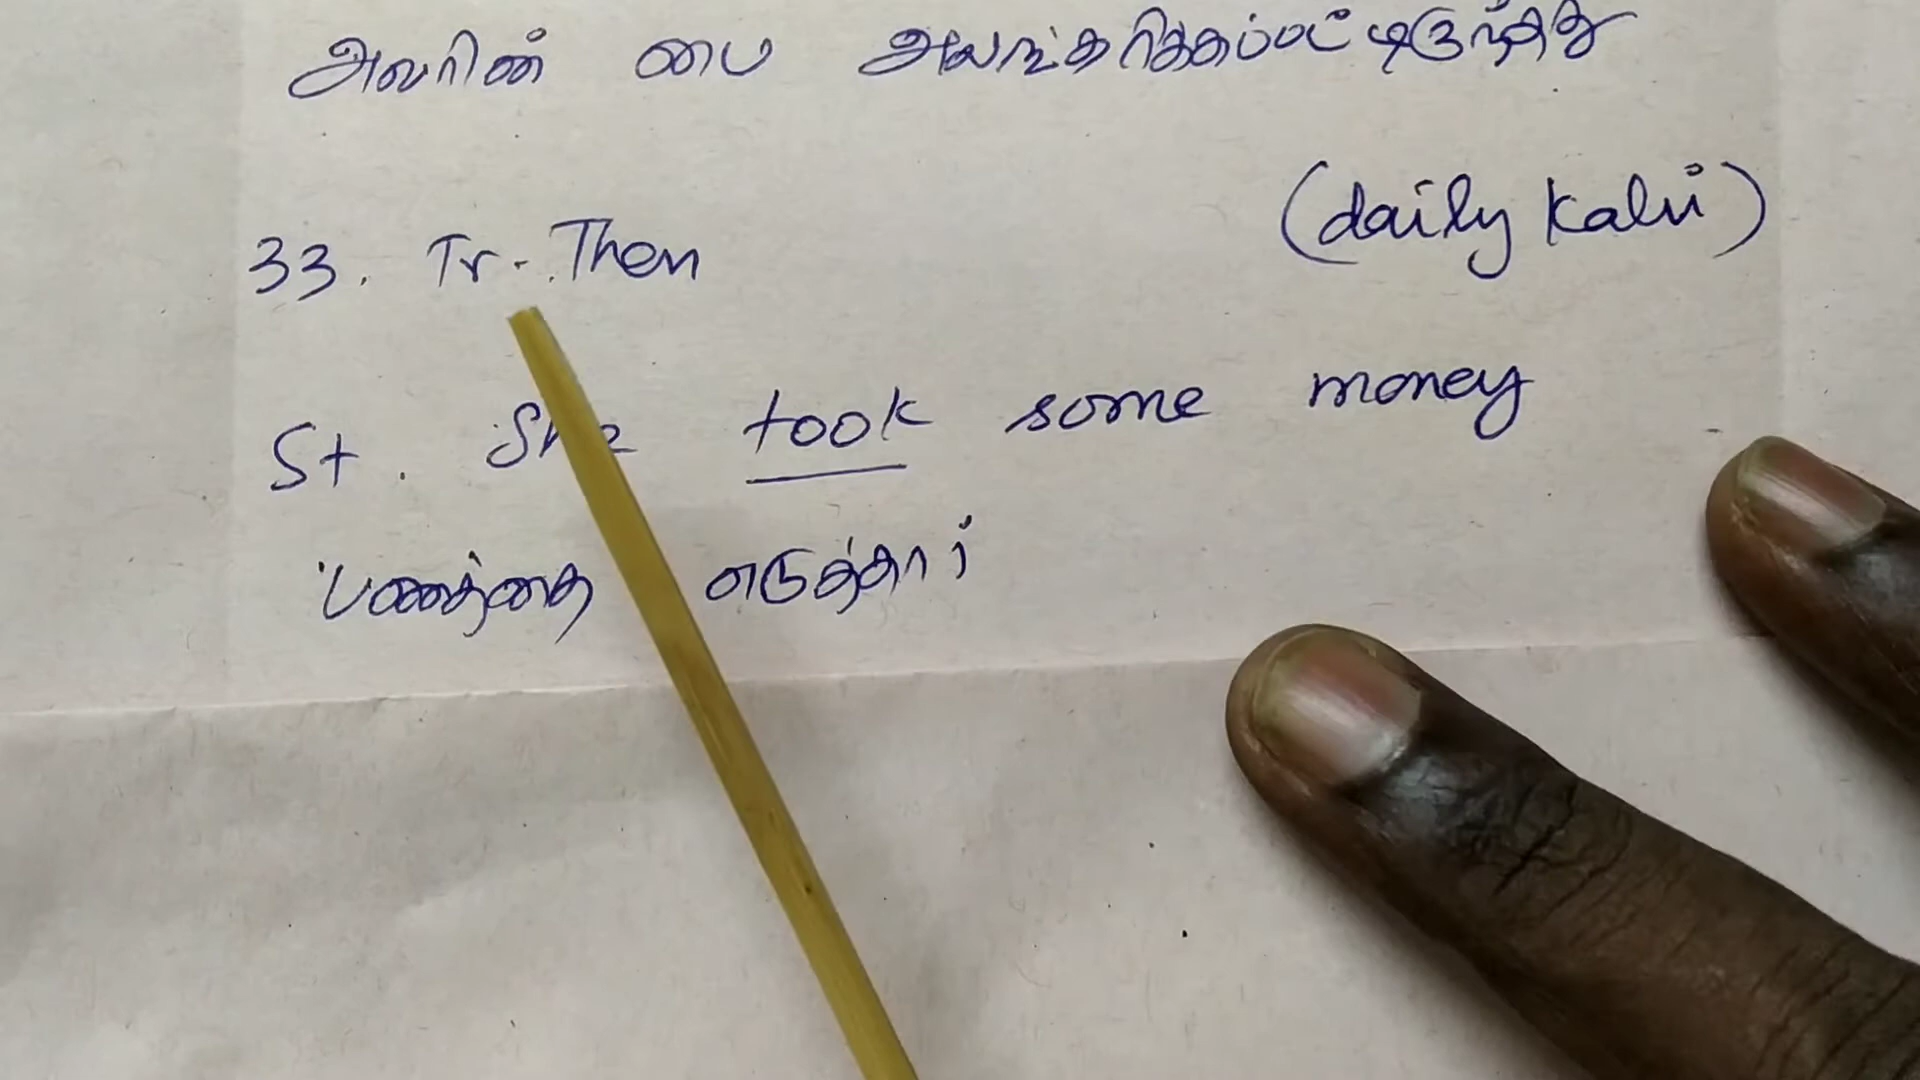 அவரின் பை அலங்கரிக்கப்பட்டிருந்தது
(daily Kalvi)
33. Tr. Then
St. She took some money
பணத்தை எடுத்தார்